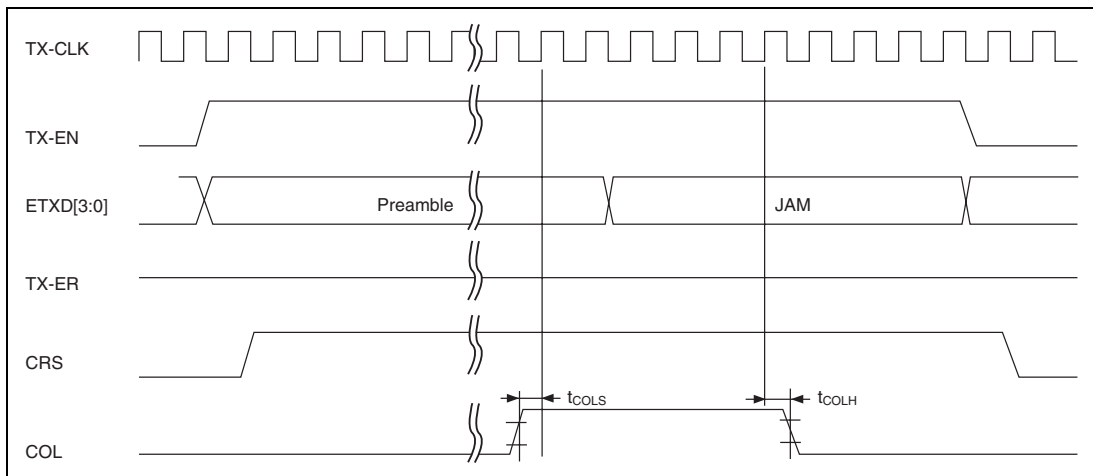 TX-CLK
TX-EN
ETXD[3:0]
Preamble
JAM
TX-ER
CRS
tCOLS
tCOLH
COL